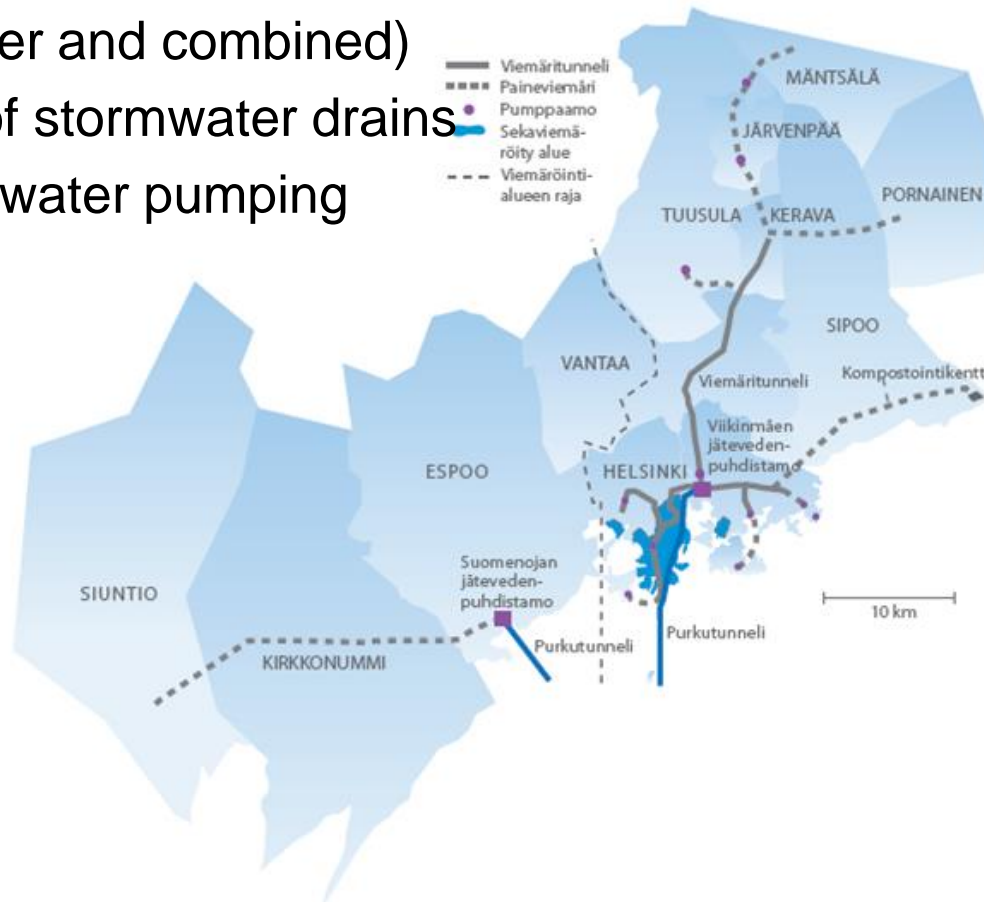 er and combined)
of stormwater drains
water pumping
Viemäritunneli
Paineviemäri
Pumppaamo
Sekaviemä-
röity alue
Viemäröinti-
alueen raja
MÄNTSÄLÄ
JÄRVENPÄÄ
PORNAINEN
TUUSULA
KERAVA
SIPOO
VANTAA
Kompostointikentt
Viemäritunneli
Viikinmäen
jäteveden-
puhdistamo
ESPOO
HELSINKI
Suomenojan
jäteveden-
puhdistamo
SIUNTIO
10 km
Purkutunneli
Purkutunneli
KIRKKONUMMI